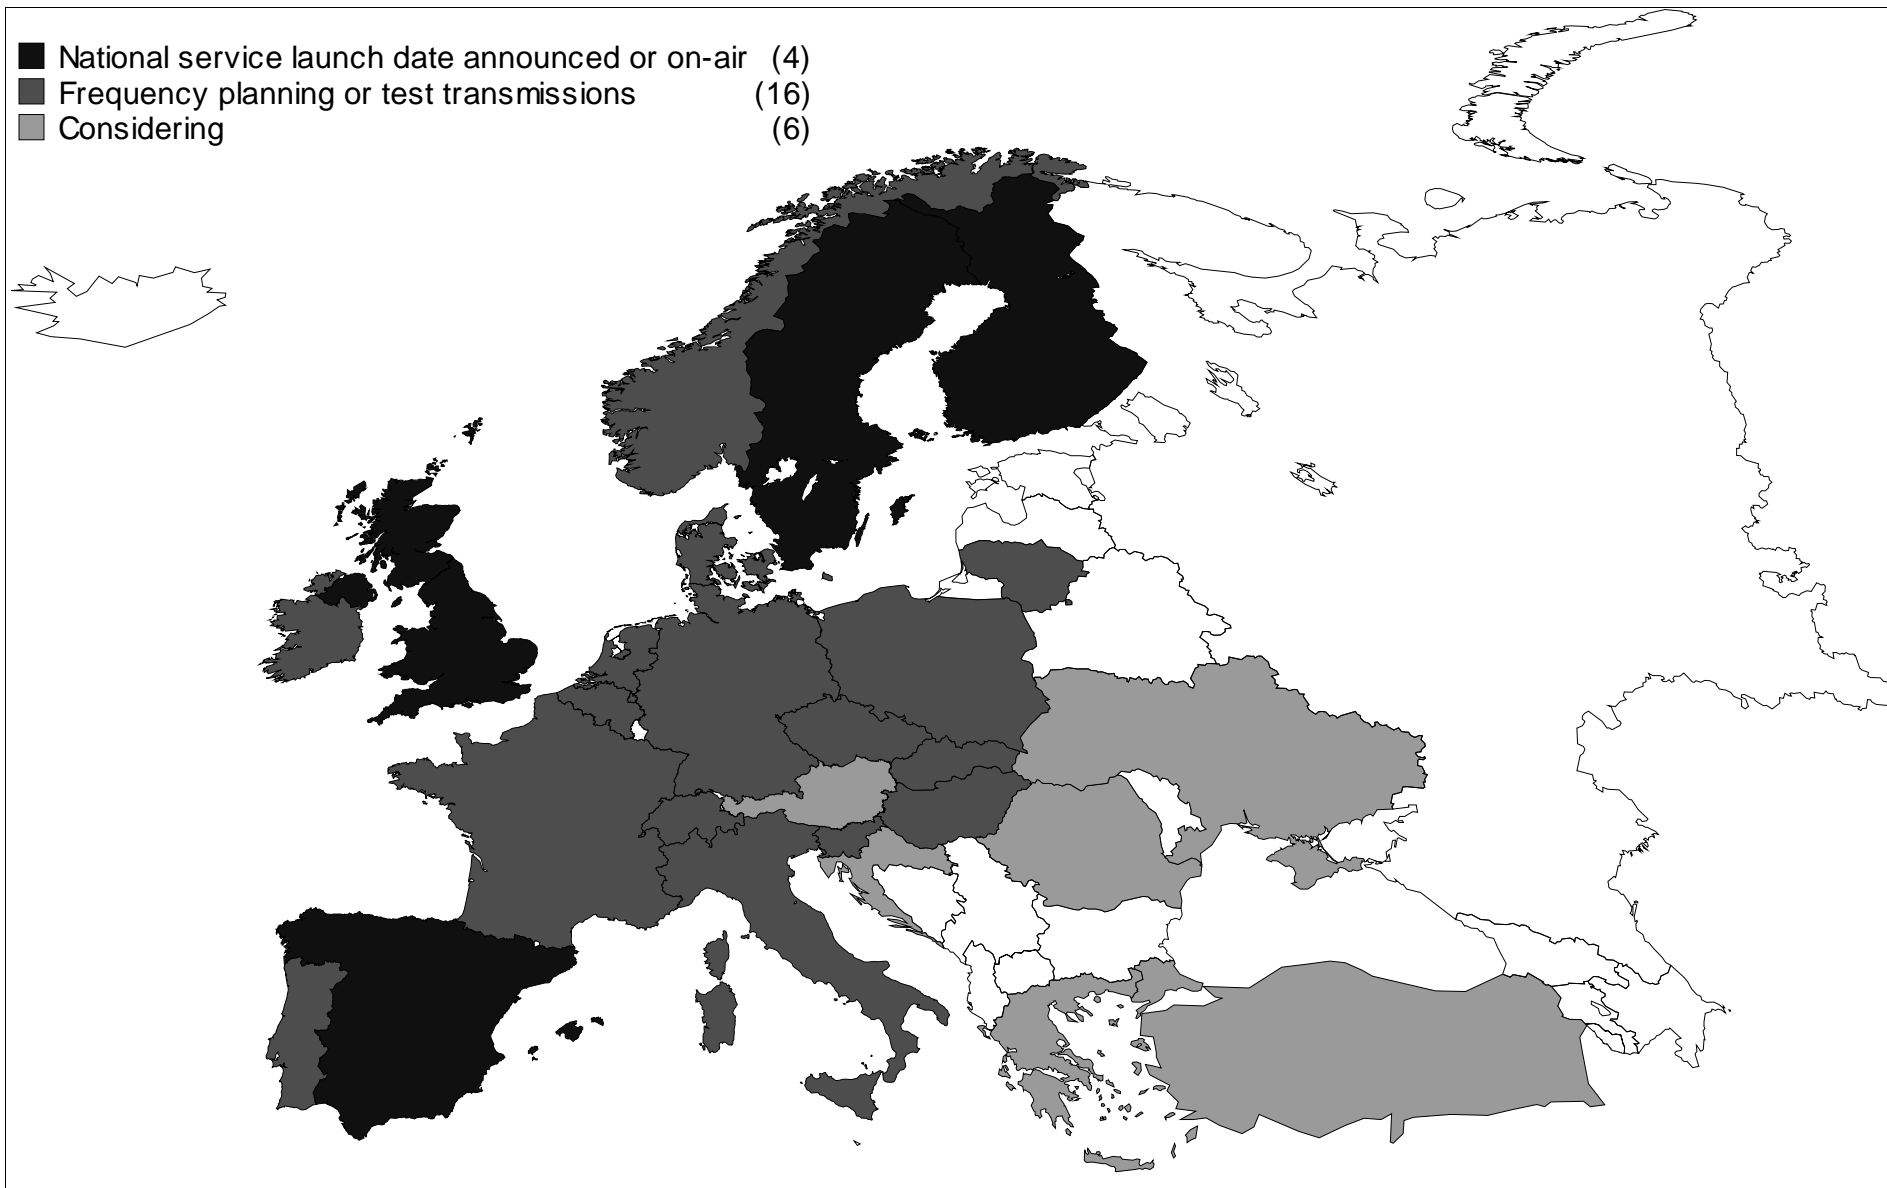 National service launch date announced or on-air (4)
Frequency planning or test transmissions (16)
Considering (6)